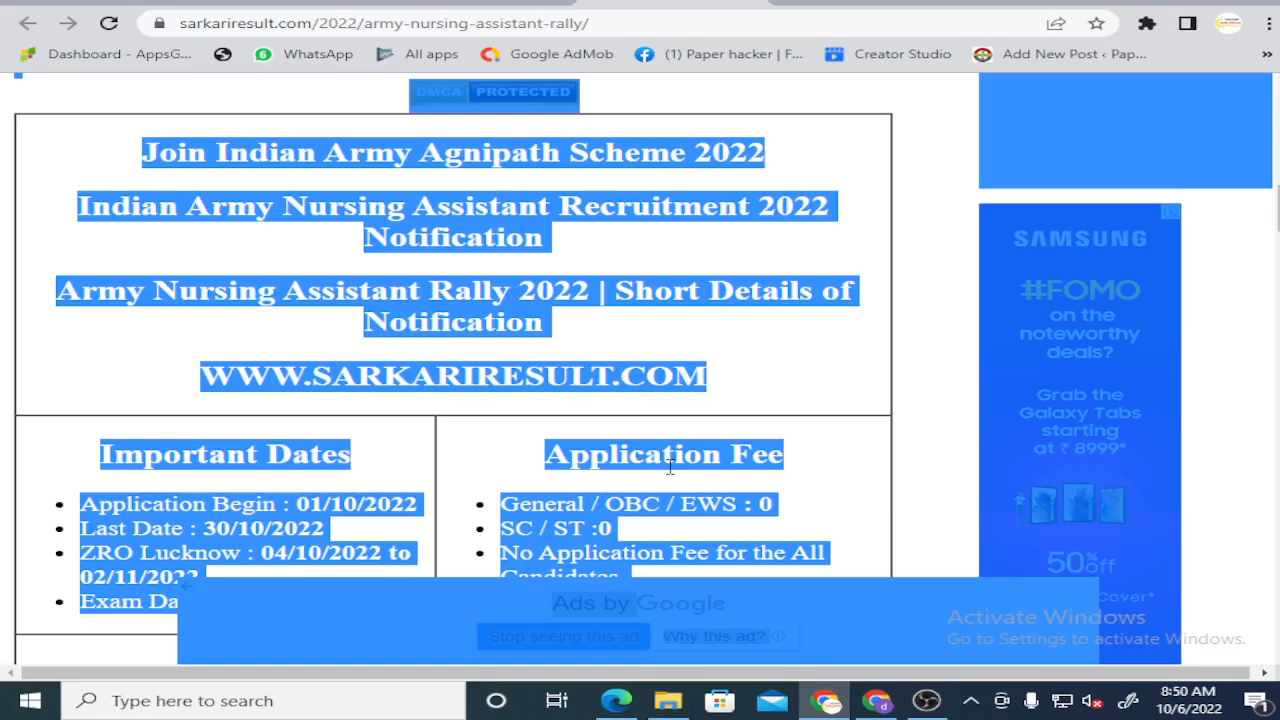 sarkariresult.com/2022/army-nursing-assistant-rally/
Dashboard - AppsG...
WhatsApp
All apps
Google AdMob
(1) Paper hacker | F...
Creator Studio
Add New Post ‹ Pap...
»
DMCA PROTECTED
Join Indian Army Agnipath Scheme 2022
Indian Army Nursing Assistant Recruitment 2022
Notification
Army Nursing Assistant Rally 2022 | Short Details of
Notification
WWW.SARKARIRESULT.COM
Important Dates
Application Begin : 01/10/2022
Last Date : 30/10/2022
ZRO Lucknow : 04/10/2022 to
02/11/2022
Exam Da
Application Fee
General / OBC / EWS : 0
SC / ST :0
No Application Fee for the All
Candidates
SAMSUNG
#FOMO
on the
noteworthy
deals?
Grab the
Galaxy Tabs
starting
at ₹ 8999*
50% off
Cover*
Ads by Google
Stop seeing this ad
Why this ad?
Activate Windows
Go to Settings to activate Windows.
Type here to search
8:50 AM
10/6/2022
1